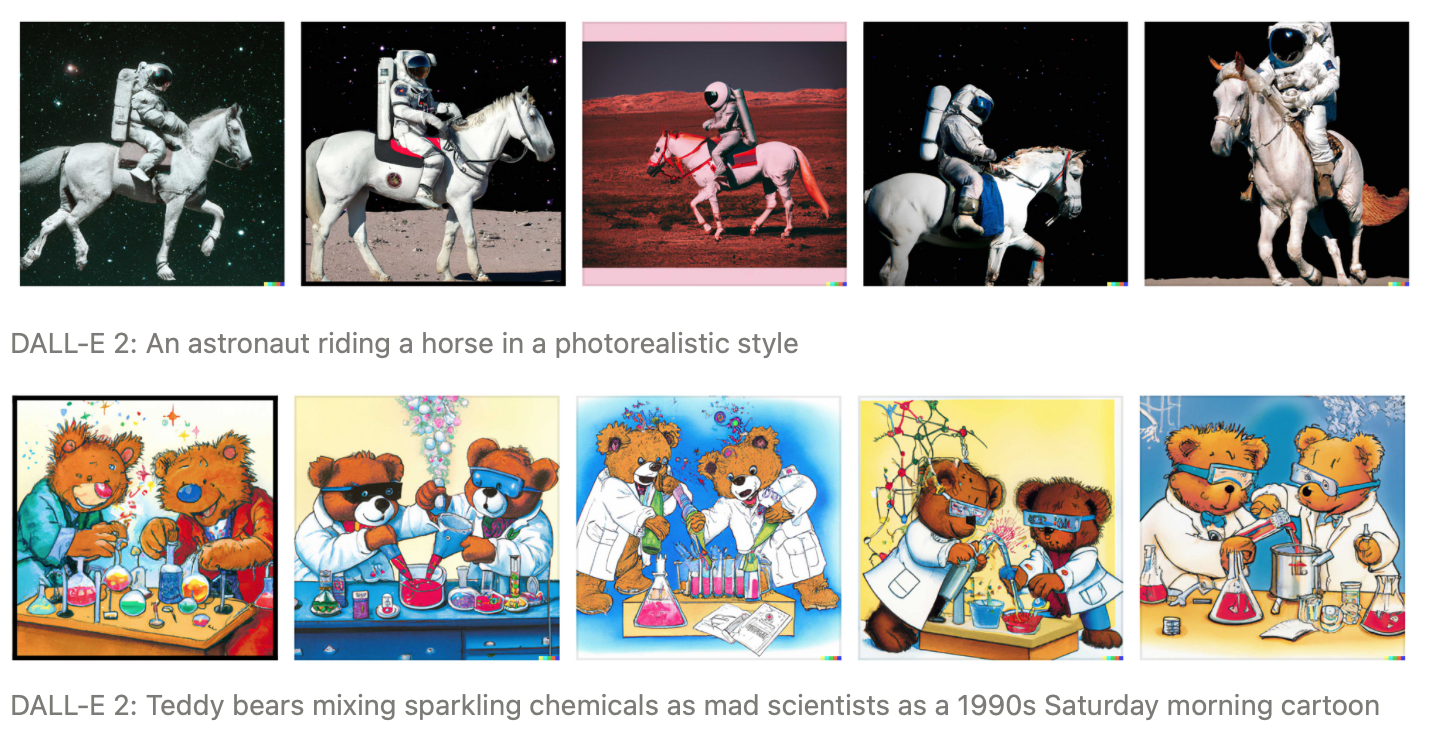 DALL-E 2: An astronaut riding a horse in a photorealistic style
DALL-E 2: Teddy bears mixing sparkling chemicals as mad scientists as a 1990s Saturday morning cartoon